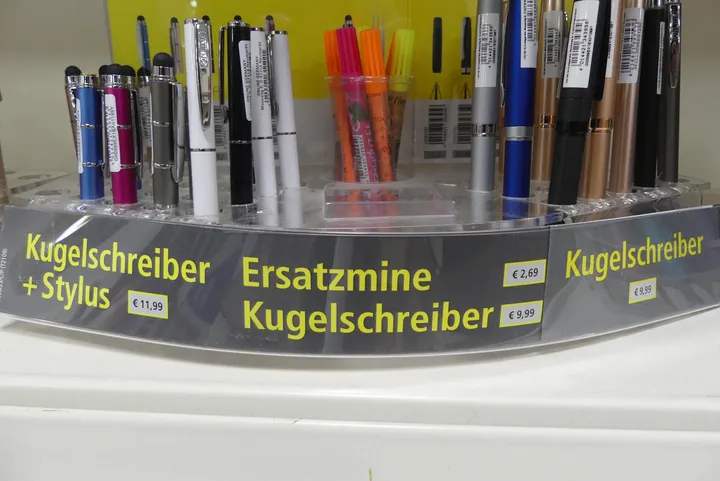 Kugelschreiber
+ Stylus
€ 11,99
Ersatzmine
€ 2,69
Kugelschreiber
€ 9,99
Kugelschreiber
€ 9,99